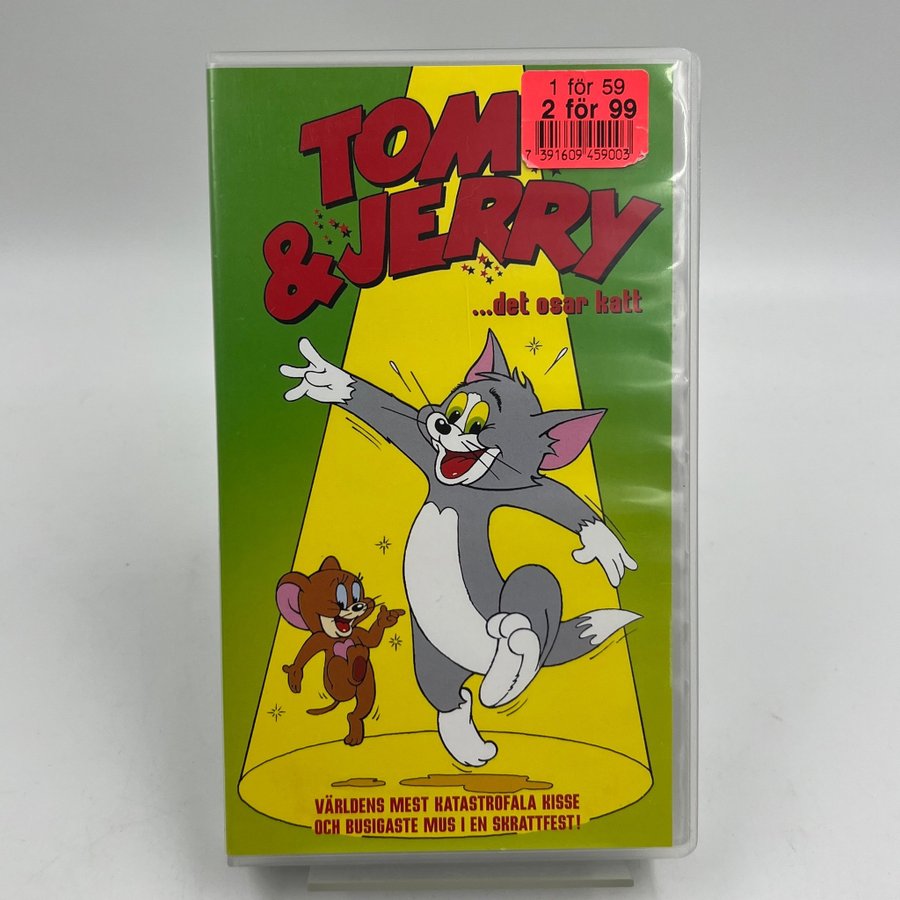 1 för 59
2 för 99
7 391609 459003
TOM
& JERRY
...det osar katt
VÄRLDENS MEST KATASTROFALA KISSE
OCH BUSIGASTE MUS I EN SKRATTFEST!